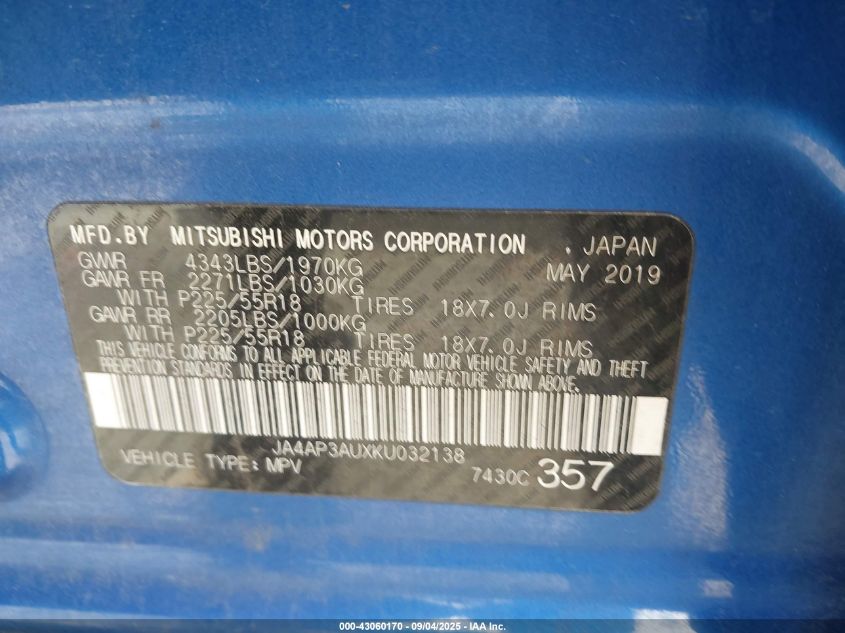 MFD.BY MITSUBISHI MOTORS CORPORATION . JAPAN
GVWR 4343LBS/1970KG MAY 2019
GAWR FR 2271LBS/1030KG
WITH P225/55R18 TIRES 18X7.0J RIMS
GAWR RR 2205LBS/1000KG
WITH P225/55R18 TIRES 18X7.0J RIMS
THIS VEHICLE CONFORMS TO ALL APPLICABLE FEDERAL MOTOR VEHICLE SAFETY AND THEFT
PREVENTION STANDARDS IN EFFECT ON THE DATE OF MANUFACTURE SHOWN ABOVE.
JA4AP3AUXKU032138
VEHICLE TYPE: MPV 7430C 357
000-43060170 - 09/04/2025 - IAA Inc.